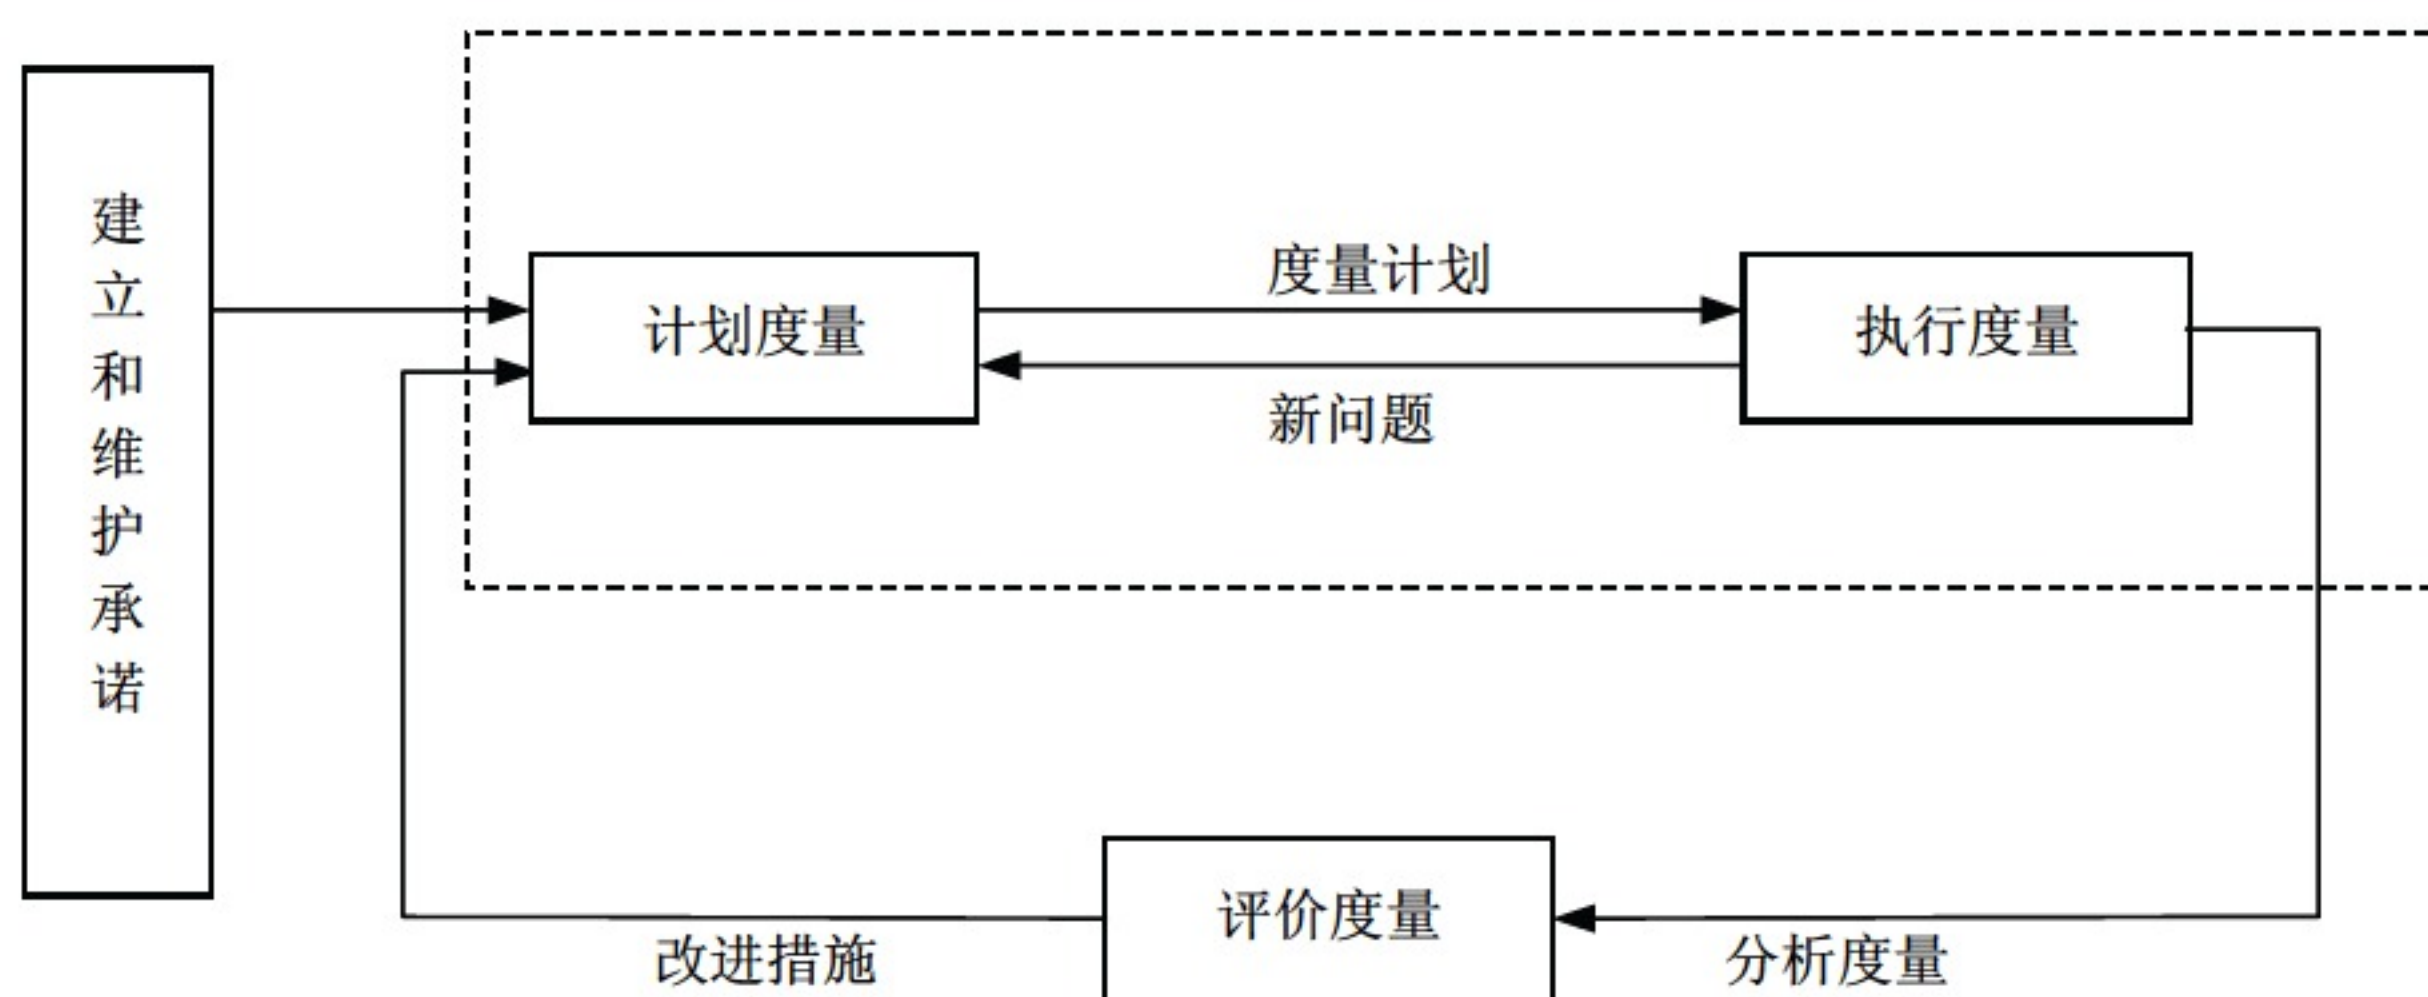 建立和维护承诺
度量计划
计划度量
执行度量
新问题
评价度量
改进措施
分析度量